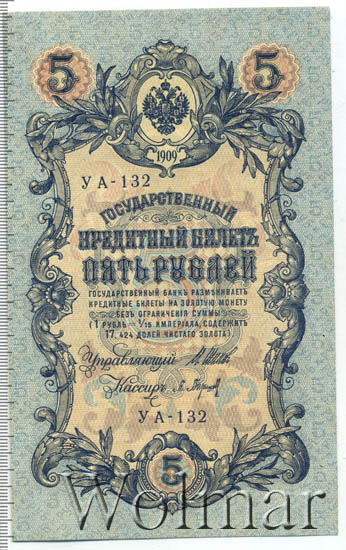 5 5
1909
УА-132
ГОСУДАРСТВЕННЫЙ
КРЕДИТНЫЙ БИЛЕТЪ
ПЯТЬ РУБЛЕЙ
ГОСУДАРСТВЕННЫЙ БАНКЪ РАЗМѢНИВАЕТЪ
КРЕДИТНЫЕ БИЛЕТЫ НА ЗОЛОТУЮ МОНЕТУ
БЕЗЪ ОГРАНИЧЕНІЯ СУММЫ
(1 РУБЛЬ = 1/15 ИМПЕРІАЛА, СОДЕРЖИТЪ
17,424 ДОЛЕЙ ЧИСТАГО ЗОЛОТА).
Управляющій
Кассиръ
УА-132
5
Wolmar